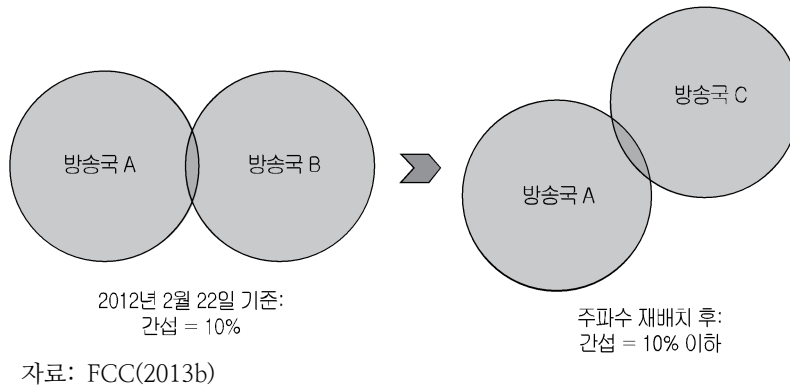 방송국 A
방송국 B
2012년 2월 22일 기준:
간섭 = 10%
방송국 C
방송국 A
주파수 재배치 후:
간섭 = 10% 이하
자료: FCC(2013b)